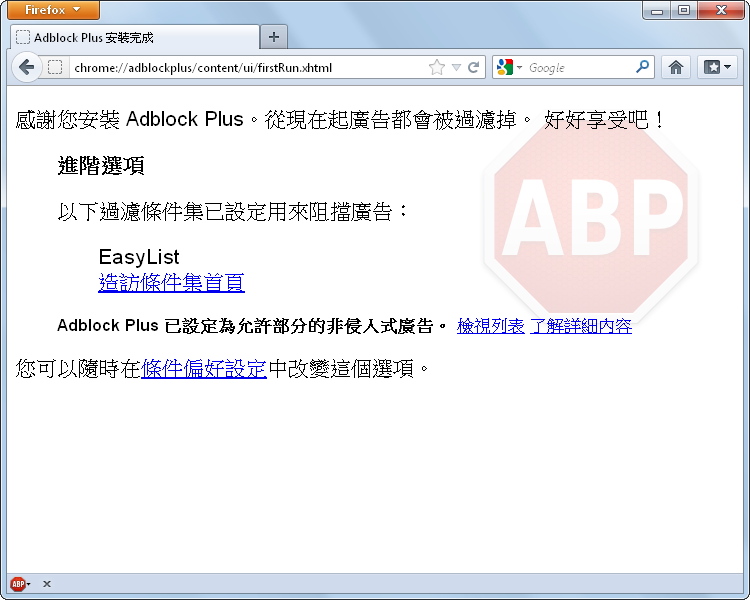 Firefox
Adblock Plus 安裝完成
chrome://adblockplus/content/ui/firstRun.xhtml
Google
感謝您安裝 Adblock Plus。從現在起廣告都會被過濾掉。 好好享受吧！
ABP
進階選項
以下過濾條件集已設定用來阻擋廣告：
EasyList
造訪條件集首頁
Adblock Plus 已設定為允許部分的非侵入式廣告。 檢視列表 了解詳細內容
您可以隨時在條件偏好設定中改變這個選項。
ABP